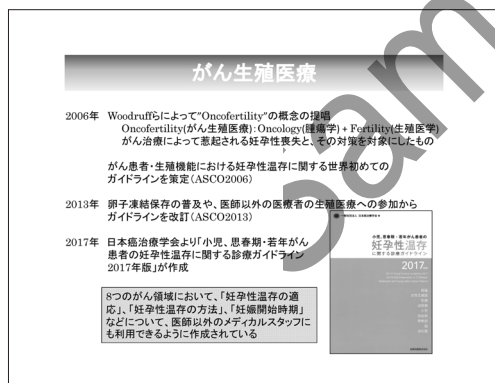 がん生殖医療
2006年 Woodruffらによって"Oncofertility"の概念の提唱
Oncofertility(がん生殖医療):Oncology(腫瘍学) + Fertility(生殖医学)
がん治療によって惹起される妊孕性喪失と、その対策を対象にしたもの
がん患者・生殖機能における妊孕性温存に関する世界初めての
ガイドラインを策定(ASCO2006)
2013年 卵子凍結保存の普及や、医師以外の医療者の生殖医療への参加から
ガイドラインを改訂(ASCO2013)
2017年 日本癌治療学会より「小児、思春期・若年がん
患者の妊孕性温存に関する診療ガイドライン
2017年版」が作成
8つのがん領域において、「妊孕性温存の適
応」、「妊孕性温存の方法」、「妊娠開始時期」
などについて、医師以外のメディカルスタッフに
も利用できるように作成されている
小児、思春期・若年がん患者の
妊孕性温存
に関する診療ガイドライン
2017
Sam